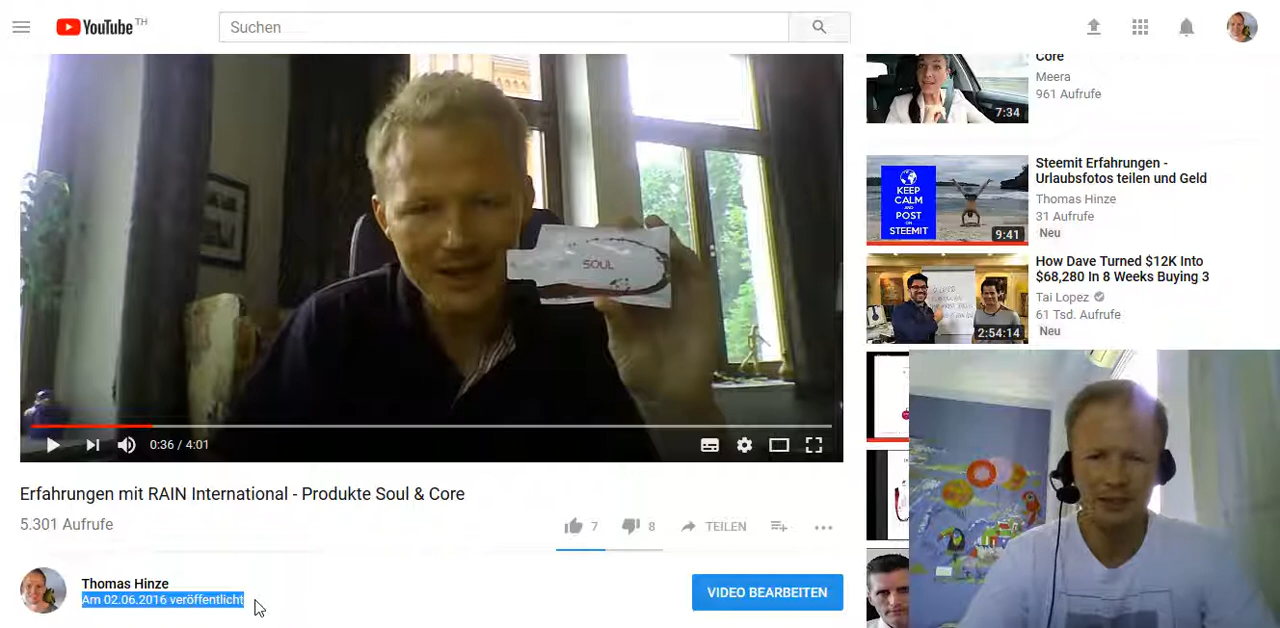 YouTube TH
Suchen
SOUL
0:36 / 4:01
Erfahrungen mit RAIN International - Produkte Soul & Core
5.301 Aufrufe
7
8
TEILEN
Thomas Hinze
Am 02.06.2016 veröffentlicht
VIDEO BEARBEITEN
Core
Meera
961 Aufrufe
7:34
KEEP
CALM
AND
POST
ON
STEEMIT
9:41
Steemit Erfahrungen -
Urlaubsfotos teilen und Geld
Thomas Hinze
31 Aufrufe
Neu
2:54:14
How Dave Turned $12K Into
$68,280 In 8 Weeks Buying 3
Tai Lopez
61 Tsd. Aufrufe
Neu